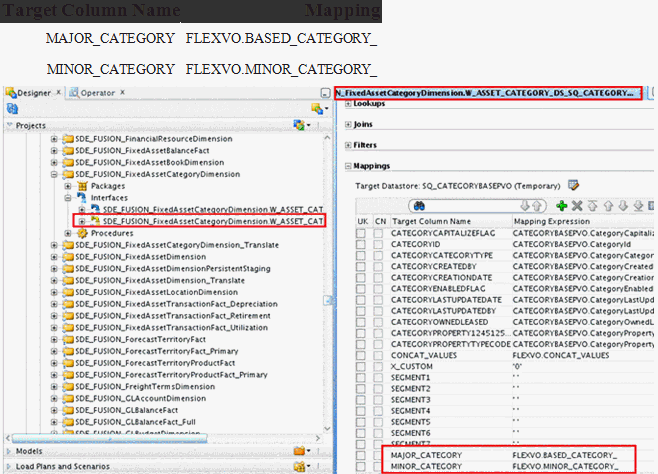 Target Column Name Mapping
MAJOR_CATEGORY FLEXVO.BASED_CATEGORY_
MINOR_CATEGORY FLEXVO.MINOR_CATEGORY_
Designer x Operator x
Projects
SDE_FUSION_FinancialResourceDimension
SDE_FUSION_FixedAssetBalanceFact
SDE_FUSION_FixedAssetBookDimension
SDE_FUSION_FixedAssetCategoryDimension
Packages
Interfaces
SDE_FUSION_FixedAssetCategoryDimension.W_ASSET_CAT
SDE_FUSION_FixedAssetCategoryDimension.W_ASSET_CAT
Procedures
SDE_FUSION_FixedAssetCategoryDimension_Translate
SDE_FUSION_FixedAssetDimension
SDE_FUSION_FixedAssetDimensionPersistentStaging
SDE_FUSION_FixedAssetDimension_Translate
SDE_FUSION_FixedAssetLocationDimension
SDE_FUSION_FixedAssetTransactionFact_Depreciation
SDE_FUSION_FixedAssetTransactionFact_Retirement
SDE_FUSION_FixedAssetTransactionFact_Utilization
SDE_FUSION_ForecastTerritoryFact
SDE_FUSION_ForecastTerritoryFact_Primary
SDE_FUSION_ForecastTerritoryProductFact
SDE_FUSION_ForecastTerritoryProductFact_Primary
SDE_FUSION_FreightTermsDimension
SDE_FUSION_GLAccountDimension
SDE_FUSION_GLBalanceFact
SDE_FUSION_GLBalanceFact_Full
SDE_FUSION_GLBudgetDimension
Models
Load Plans and Scenarios
N_FixedAssetCategoryDimension.W_ASSET_CATEGORY_DS_SQ_CATEGORY...
Lookups
Joins
Filters
Mappings
Target Datastore: SQ_CATEGORYBASEPVO (Temporary)
UK CN Target Column Name Mapping Expression
CATEGORYCAPITALIZEFLAG CATEGORYBASEPVO.CategoryCapitaliz
CATEGORYID CATEGORYBASEPVO.CategoryId
CATEGORYCATEGORYTYPE CATEGORYBASEPVO.CategoryCategor
CATEGORYCREATEDBY CATEGORYBASEPVO.CategoryCreated
CATEGORYCREATIONDATE CATEGORYBASEPVO.CategoryCreation
CATEGORYENABLEDFLAG CATEGORYBASEPVO.CategoryEnabled
CATEGORYLASTUPDATEDATE CATEGORYBASEPVO.CategoryLastUpd
CATEGORYLASTUPDATEDBY CATEGORYBASEPVO.CategoryLastUpd
CATEGORYOWNEDLEASED CATEGORYBASEPVO.CategoryOwnedL
CATEGORYPROPERTY1245125... CATEGORYBASEPVO.CategoryProperty
CATEGORYPROPERTYTYPECODE CATEGORYBASEPVO.CategoryProperty
CONCAT_VALUES FLEXVO.CONCAT_VALUES
X_CUSTOM '0'
SEGMENT1 ' '
SEGMENT2 ' '
SEGMENT3 ' '
SEGMENT4 ' '
SEGMENT5 ' '
SEGMENT6 ' '
SEGMENT7 ' '
MAJOR_CATEGORY FLEXVO.BASED_CATEGORY_
MINOR_CATEGORY FLEXVO.MINOR_CATEGORY_